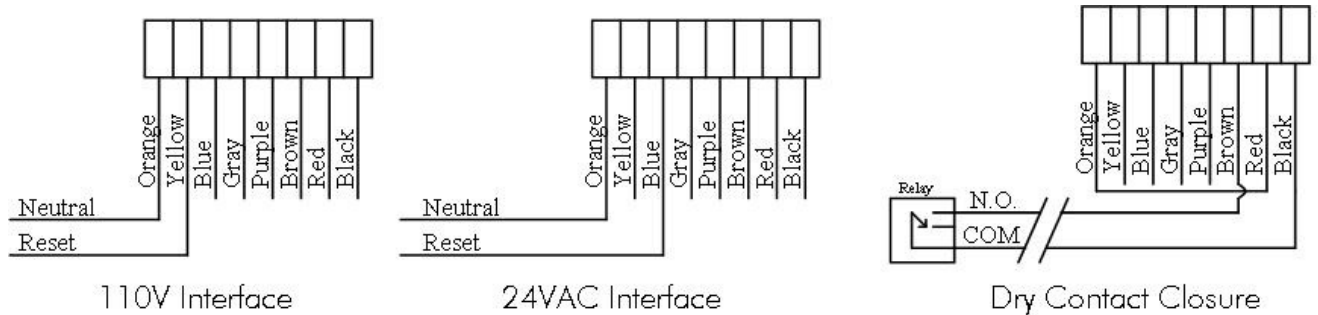 Orange
Yellow
Blue
Gray
Purple
Brown
Red
Black
Neutral
Reset
110V Interface
Orange
Yellow
Blue
Gray
Purple
Brown
Red
Black
Neutral
Reset
24VAC Interface
Orange
Yellow
Blue
Gray
Purple
Brown
Red
Black
Relay
N.O.
COM
Dry Contact Closure